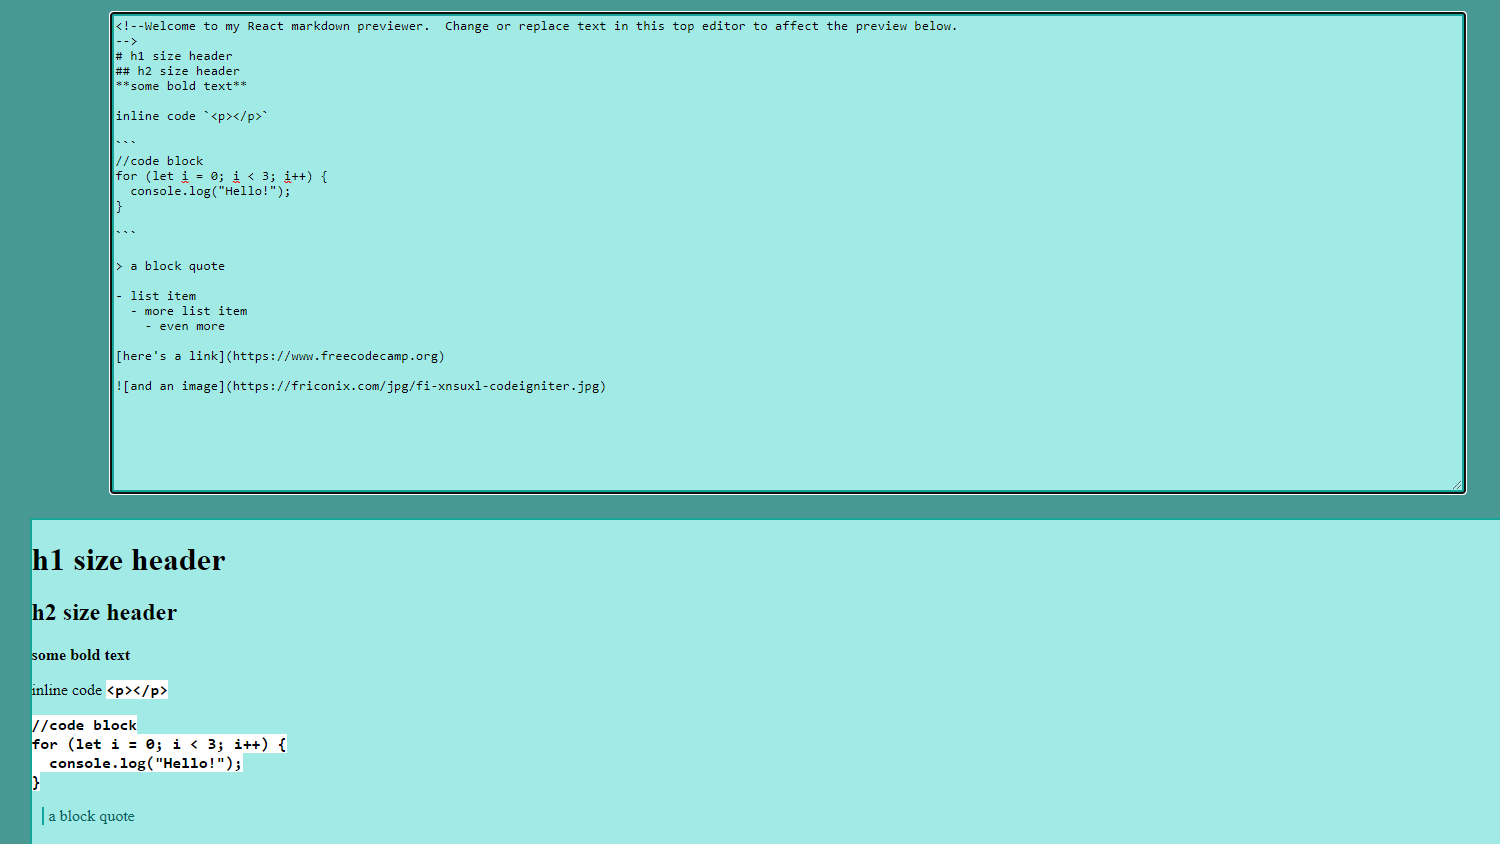 <!--Welcome to my React markdown previewer.  Change or replace text in this top editor to affect the preview below.
-->
# h1 size header
## h2 size header
**some bold text**

inline code `<p></p>`

```
//code block
for (let i = 0; i < 3; i++) {
  console.log("Hello!");
}

```

> a block quote

- list item
  - more list item
    - even more

[here's a link](https://www.freecodecamp.org)

![and an image](https://friconix.com/jpg/fi-xnsuxl-codeigniter.jpg)

h1 size header
h2 size header
some bold text
inline code <p></p>
//code block
for (let i = 0; i < 3; i++) {
  console.log("Hello!");
}
a block quote